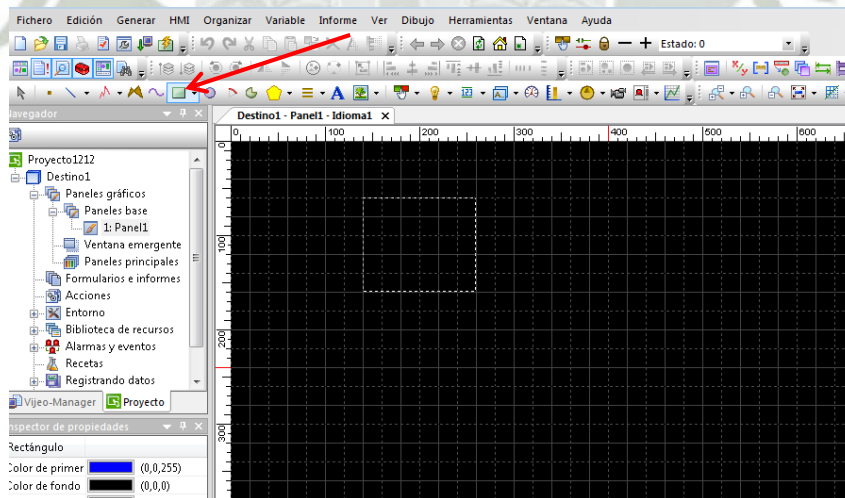 Fichero Edición Generar HMI Organizar Variable Informe Ver Dibujo Herramientas Ventana Ayuda
Estado: 0
Navegador
Destino1 - Panel1 - Idioma1
0 100 200 300 400 500 600
Proyecto1212
Destino1
Paneles gráficos
Paneles base
1: Panel1
Ventana emergente
Paneles principales
Formularios e informes
Acciones
Entorno
Biblioteca de recursos
Alarmas y eventos
Recetas
Registrando datos
Vijeo-Manager Proyecto
0
100
200
300
nspector de propiedades
Rectángulo
Color de primer (0,0,255)
Color de fondo (0,0,0)